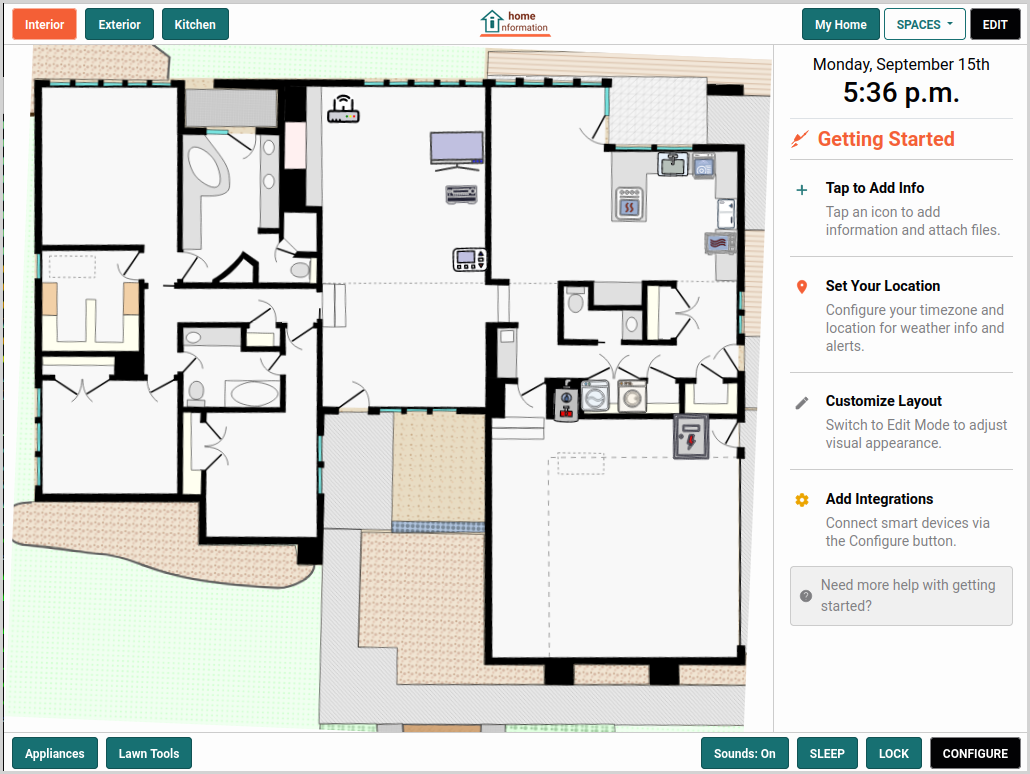 Interior
Exterior
Kitchen
home
information
My Home
SPACES
EDIT
Monday, September 15th
5:36 p.m.
Getting Started
Tap to Add Info
Tap an icon to add
information and attach files.
Set Your Location
Configure your timezone and
location for weather info and
alerts.
Customize Layout
Switch to Edit Mode to adjust
visual appearance.
Add Integrations
Connect smart devices via
the Configure button.
Need more help with getting
started?
Appliances
Lawn Tools
Sounds: On
SLEEP
LOCK
CONFIGURE